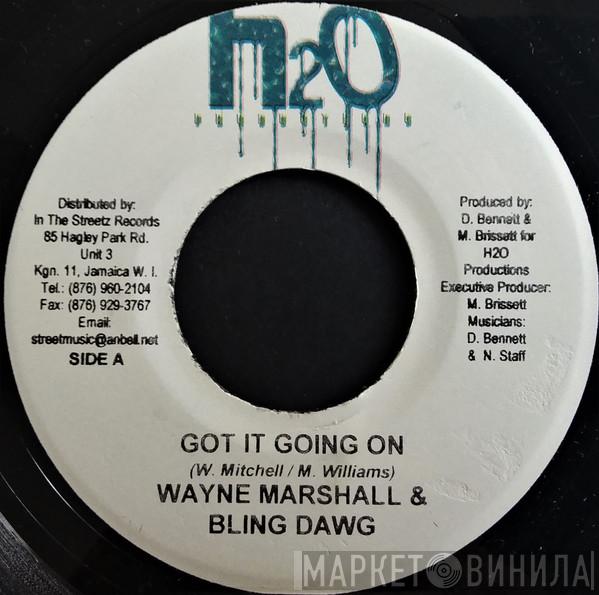 H2O
PRODUCTIONS
Distributed by:
In The Streetz Records
85 Hagley Park Rd.
Unit 3
Kgn. 11, Jamaica W. I.
Tel.: (876) 960-2104
Fax: (876) 929-3767
Email:
streetmusic@anbell.net
SIDE A
Produced by:
D. Bennett &
M. Brissett for
H2O
Productions
Executive Producer:
M. Brissett
Musicians:
D. Bennett
& N. Staff
GOT IT GOING ON
(W. Mitchell / M. Williams)
WAYNE MARSHALL &
BLING DAWG
МАРКЕТ ВИНИЛА